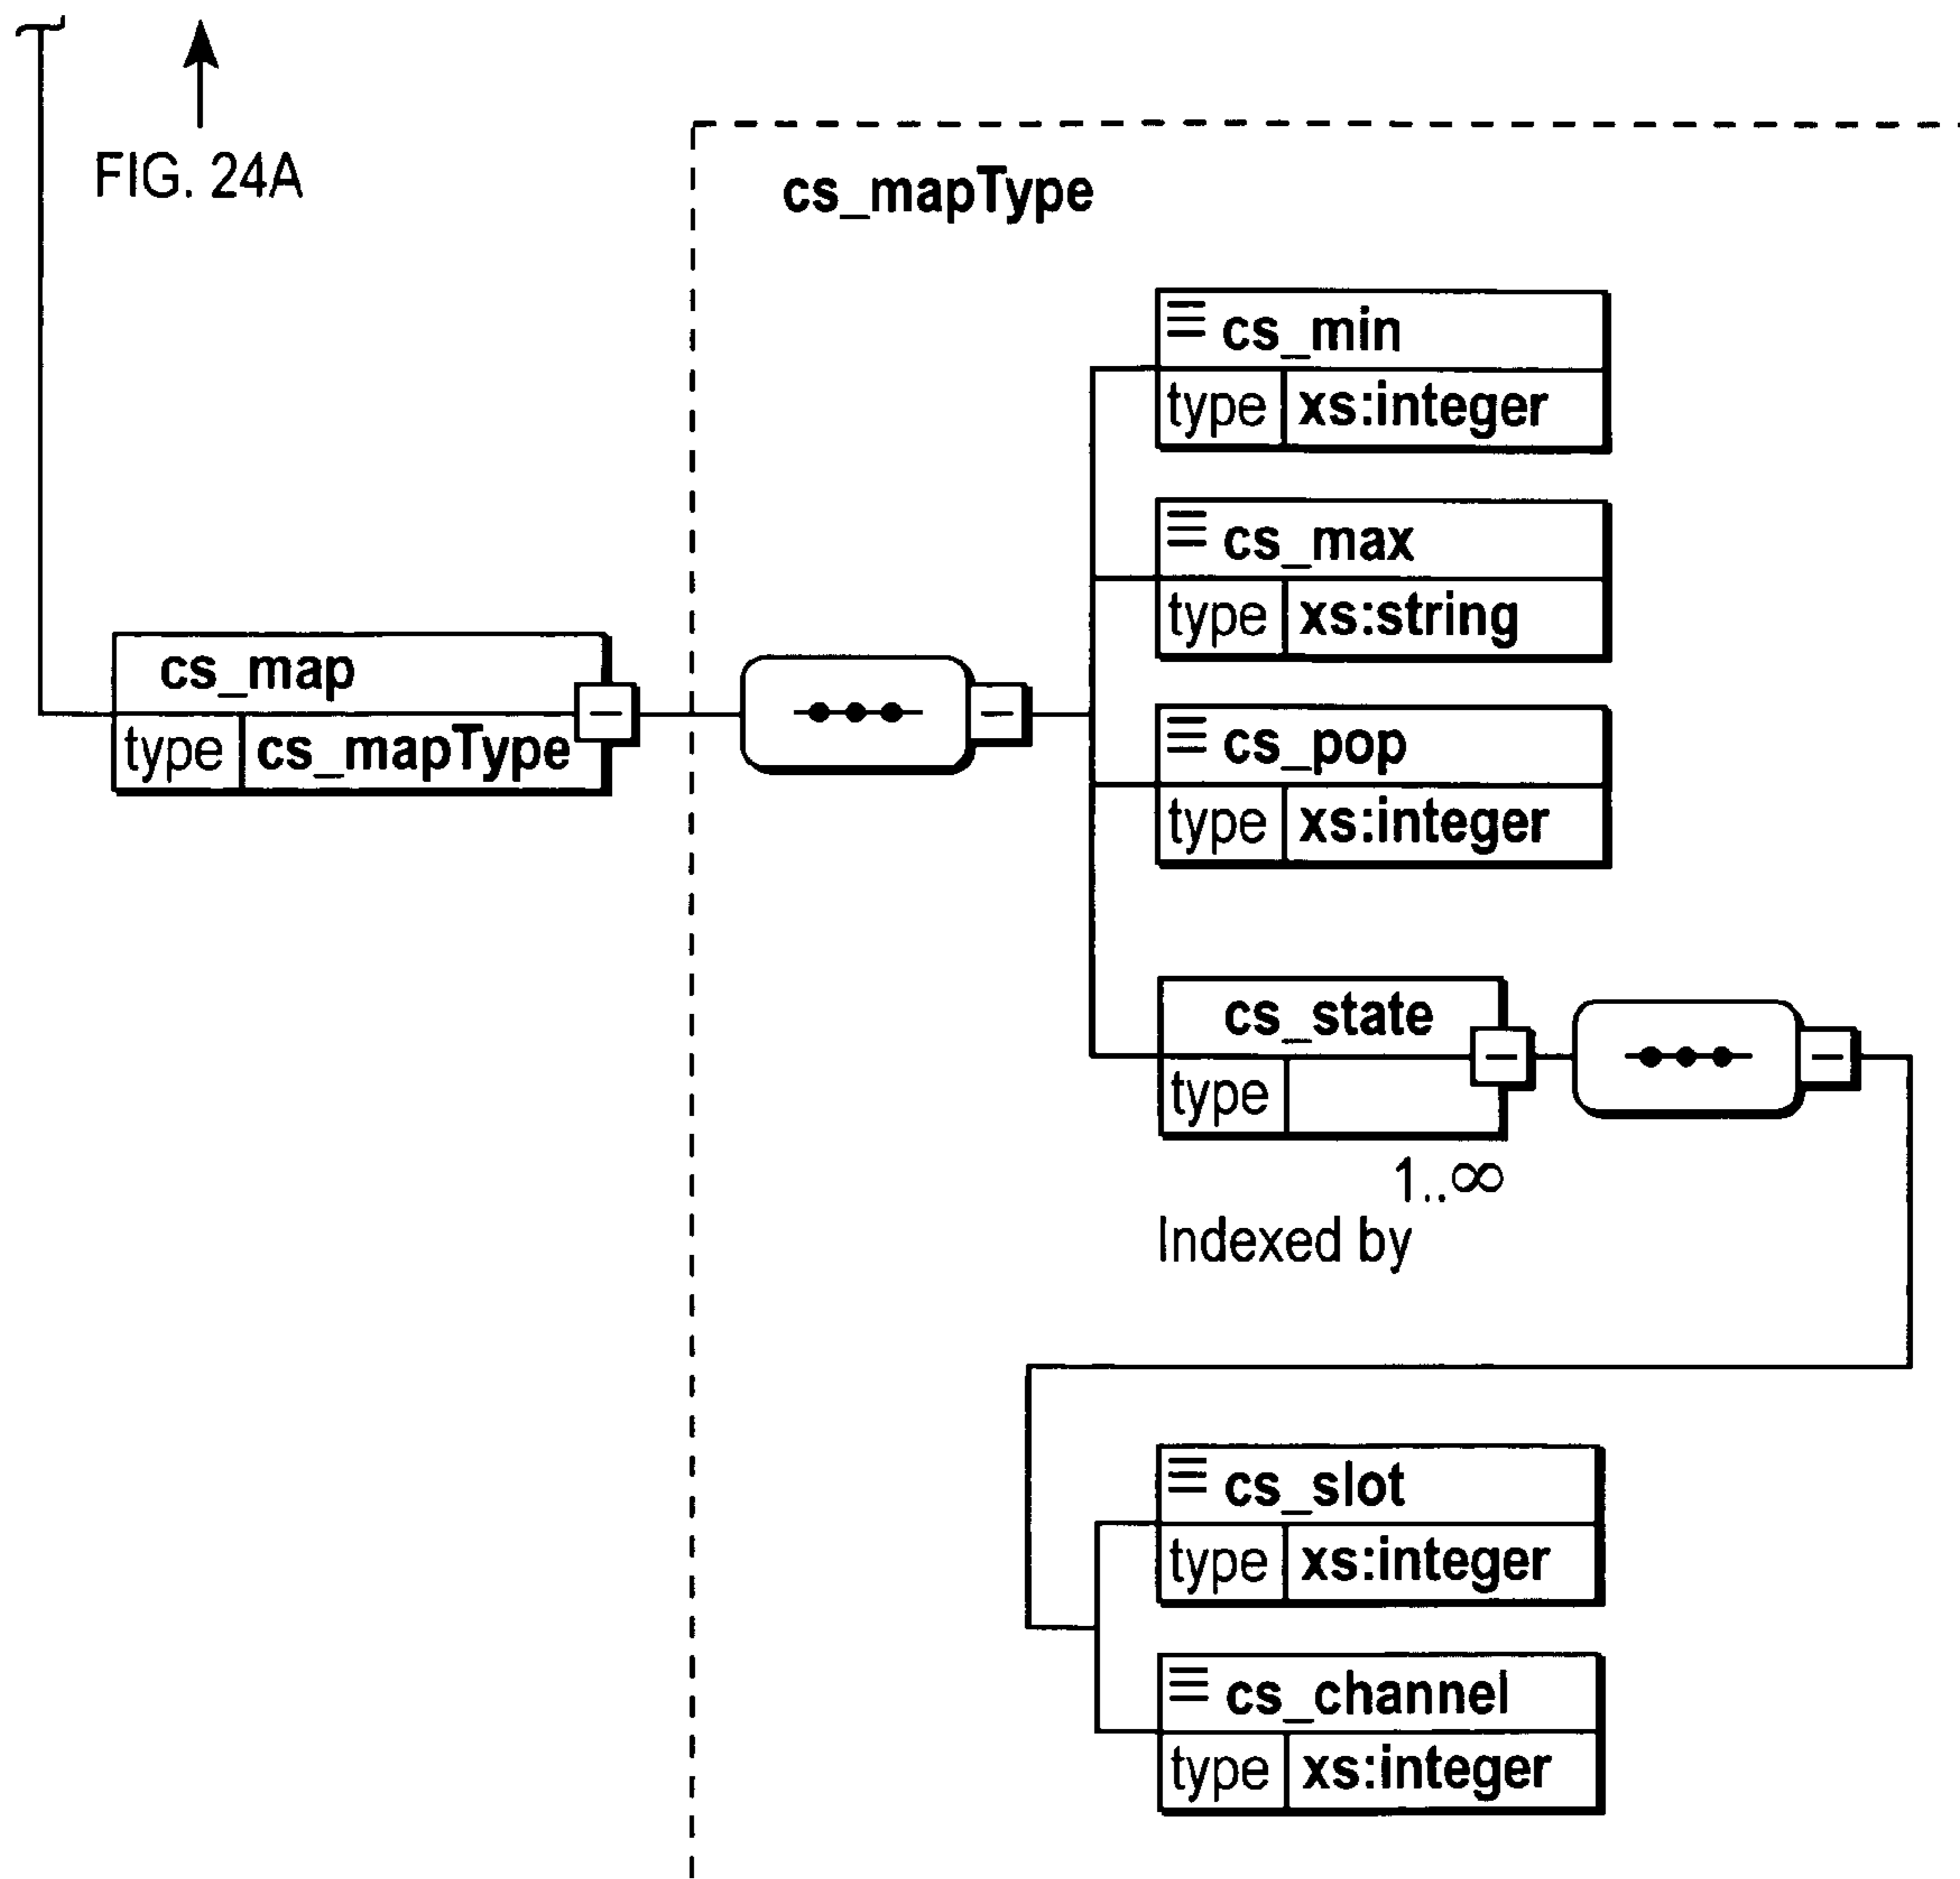 FIG. 24A
cs_mapType
cs_min
type xs:integer
cs_max
type xs:string
cs_map
type cs_mapType
cs_pop
type xs:integer
cs_state
type
1..∞
Indexed by
cs_slot
type xs:integer
cs_channel
type xs:integer